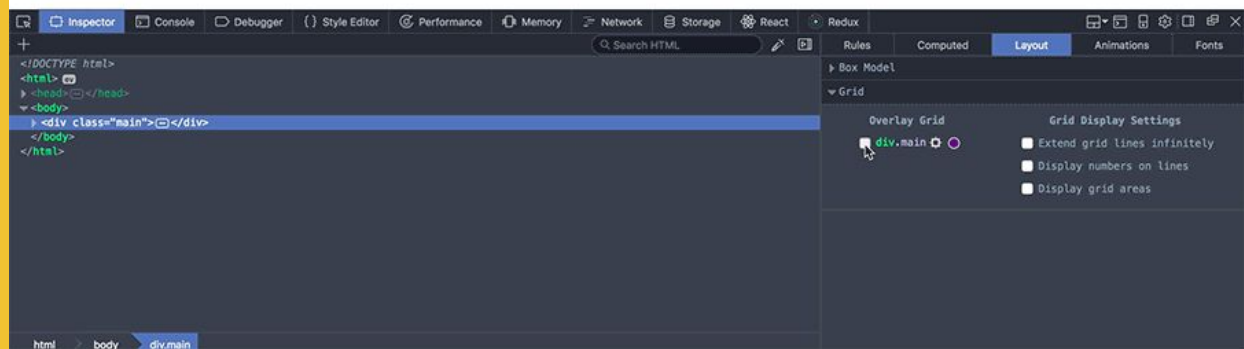 Inspector Console Debugger { } Style Editor Performance Memory Network Storage React Redux
+ Search HTML Rules Computed Layout Animations Fonts
<!DOCTYPE html>
<html> ev
<head></head>
<body>
<div class="main"></div>
</body>
</html>
Box Model
Grid
Overlay Grid
div.main
Grid Display Settings
Extend grid lines infinitely
Display numbers on lines
Display grid areas
html body div.main